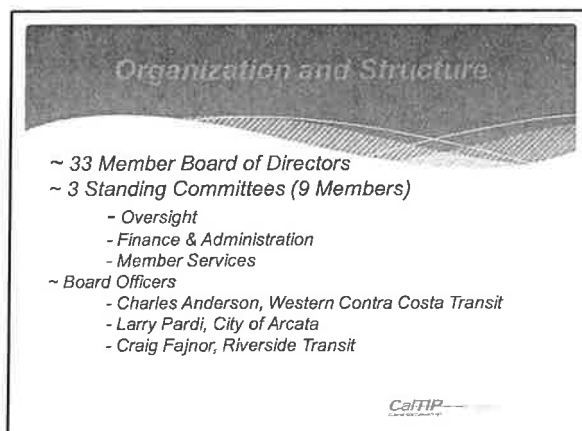 Organization and Structure
~ 33 Member Board of Directors
~ 3 Standing Committees (9 Members)
- Oversight
- Finance & Administration
- Member Services
~ Board Officers
- Charles Anderson, Western Contra Costa Transit
- Larry Pardi, City of Arcata
- Craig Fajnor, Riverside Transit
CalTIP